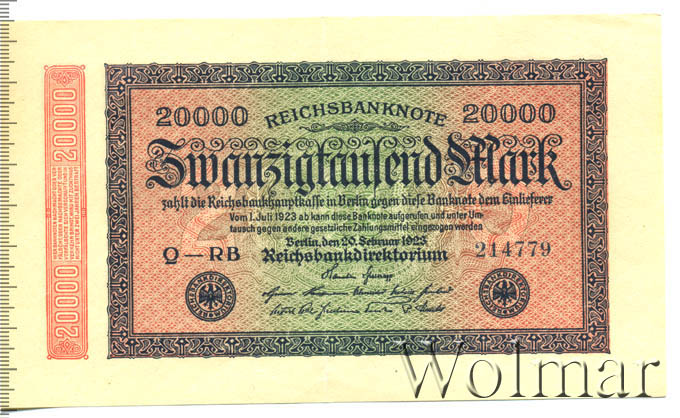 20000
20000
REICHSBANKNOTE
20000
20000
Zwanzigtausend Mark
zahlt die Reichsbankhauptkasse in Berlin gegen diese Banknote dem Einlieferer
Vom 1. Juli 1923 ab kann diese Banknote aufgerufen und unter Um-
tausch gegen andere gesetzliche Zahlungsmittel eingezogen werden
Berlin, den 20. Februar 1923
Q-RB
Reichsbankdirektorium
214779
Wolmar